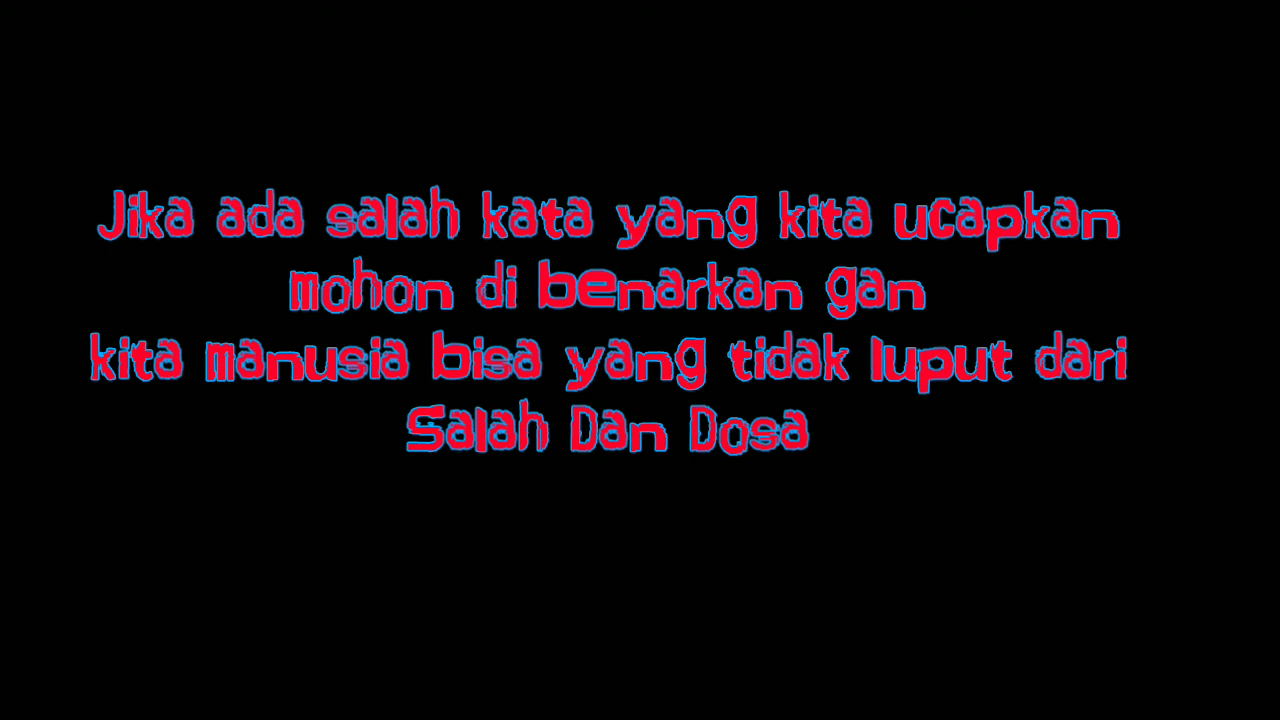 Jika ada salah kata yang kita ucapkan
mohon di benarkan gan
kita manusia bisa yang tidak luput dari
Salah Dan Dosa